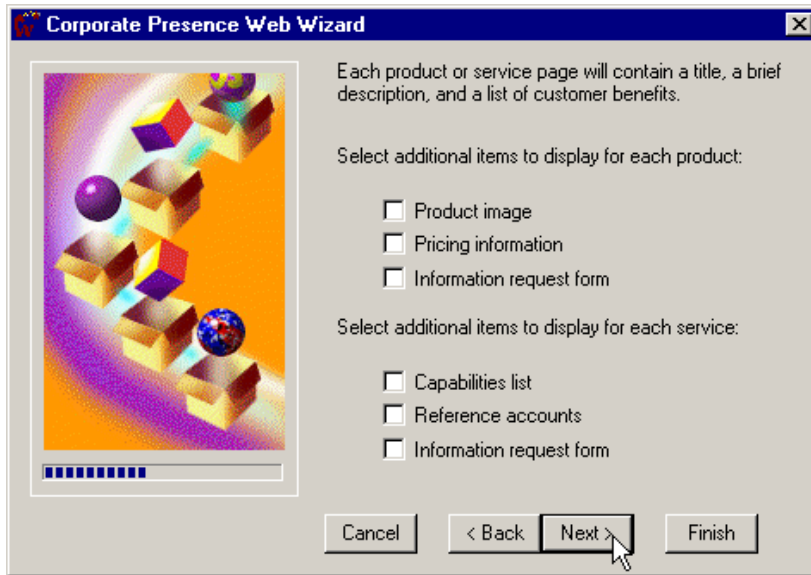 Corporate Presence Web Wizard
Each product or service page will contain a title, a brief
description, and a list of customer benefits.
Select additional items to display for each product:
Product image
Pricing information
Information request form
Select additional items to display for each service:
Capabilities list
Reference accounts
Information request form
Cancel
< Back
Next >
Finish